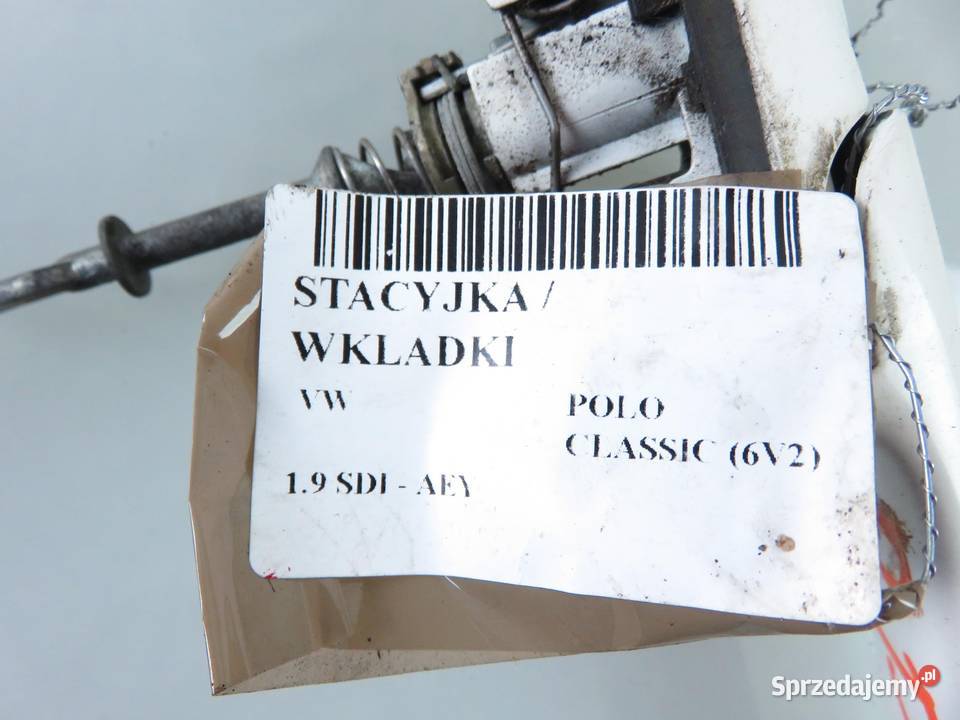 STACYJKA /
WKLADKI
VW
POLO
CLASSIC (6V2)
1.9 SDI - AEY
Sprzedajemy.pl